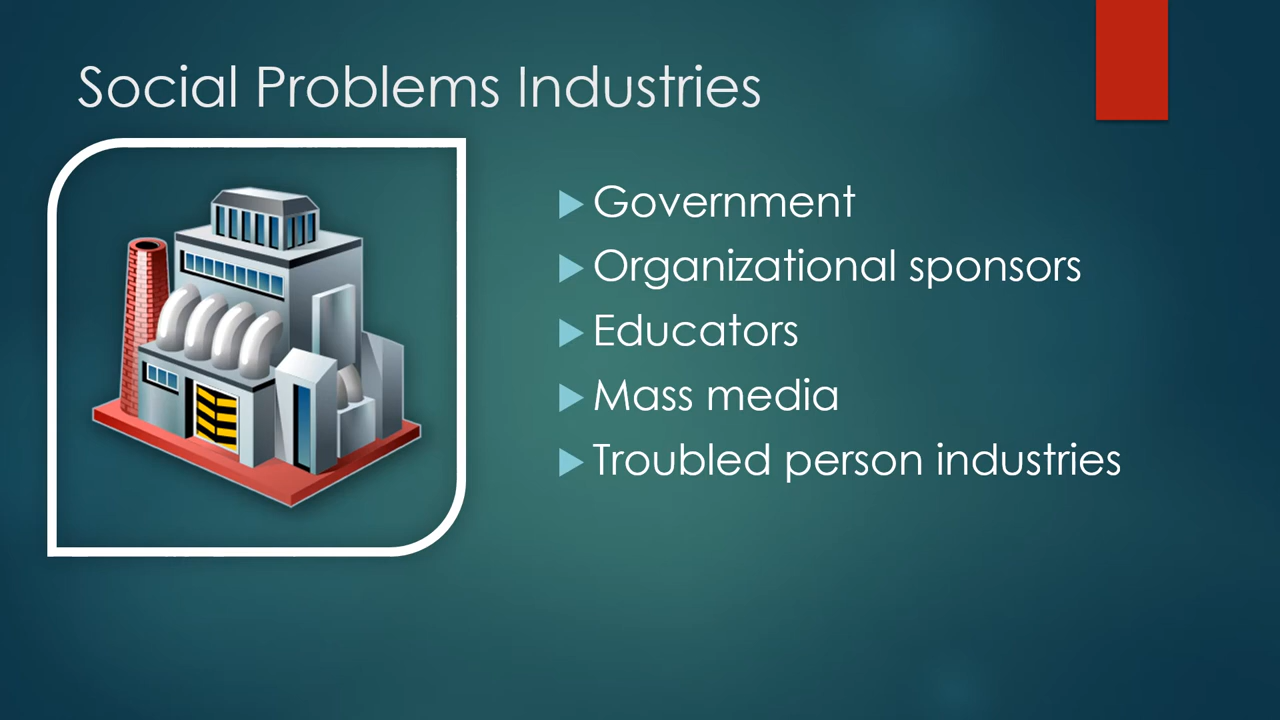 Social Problems Industries
Government
Organizational sponsors
Educators
Mass media
Troubled person industries